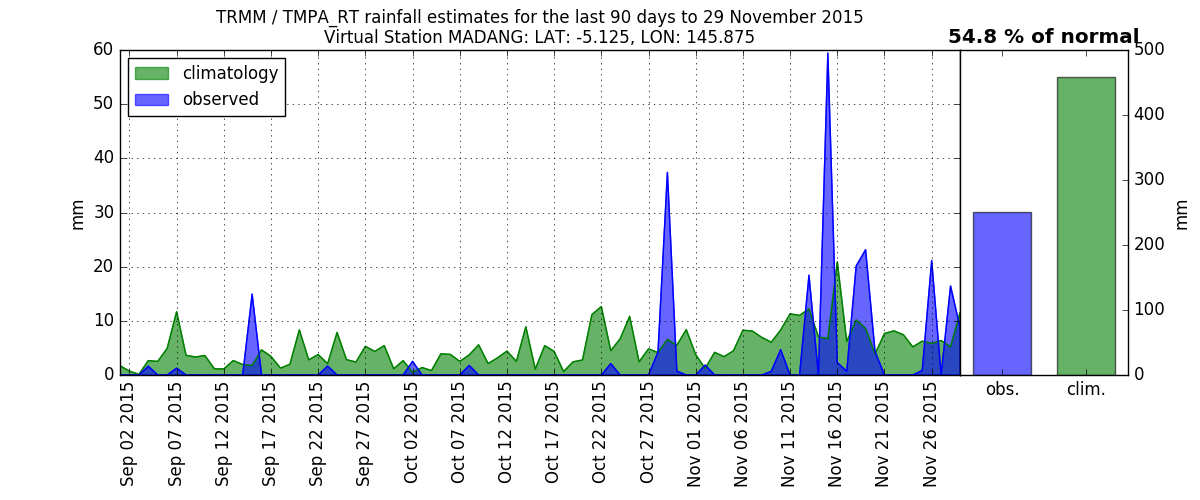 TRMM / TMPA_RT rainfall estimates for the last 90 days to 29 November 2015
Virtual Station MADANG: LAT: -5.125, LON: 145.875
54.8 % of normal
climatology
observed
mm
60
50
40
30
20
10
0
Sep 02 2015
Sep 07 2015
Sep 12 2015
Sep 17 2015
Sep 22 2015
Sep 27 2015
Oct 02 2015
Oct 07 2015
Oct 12 2015
Oct 17 2015
Oct 22 2015
Oct 27 2015
Nov 01 2015
Nov 06 2015
Nov 11 2015
Nov 16 2015
Nov 21 2015
Nov 26 2015
500
400
300
200
100
0
mm
obs.
clim.